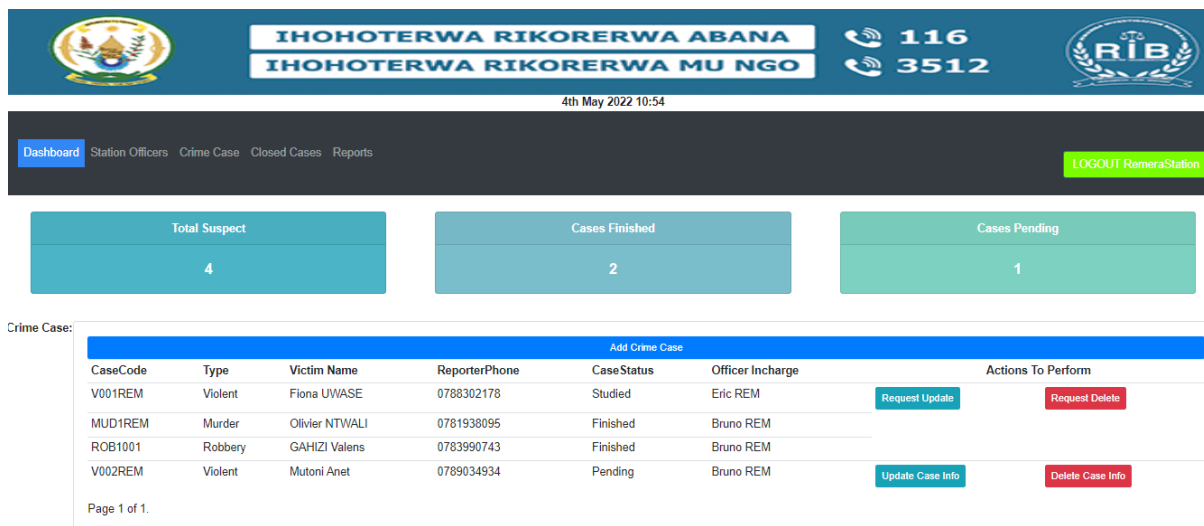 IHOHOTERWA RIKORERWA ABANA 116
IHOHOTERWA RIKORERWA MU NGO 3512
RIB
4th May 2022 10:54
Dashboard Station Officers Crime Case Closed Cases Reports
LOGOUT RemeraStation
Total Suspect Cases Finished Cases Pending
4 2 1
Crime Case:
Add Crime Case
CaseCode Type Victim Name ReporterPhone CaseStatus Officer Incharge Actions To Perform
V001REM Violent Fiona UWASE 0788302178 Studied Eric REM Request Update Request Delete
MUD1REM Murder Olivier NTWALI 0781938095 Finished Bruno REM
ROB1001 Robbery GAHIZI Valens 0783990743 Finished Bruno REM
V002REM Violent Mutoni Anet 0789034934 Pending Bruno REM Update Case Info Delete Case Info
Page 1 of 1.